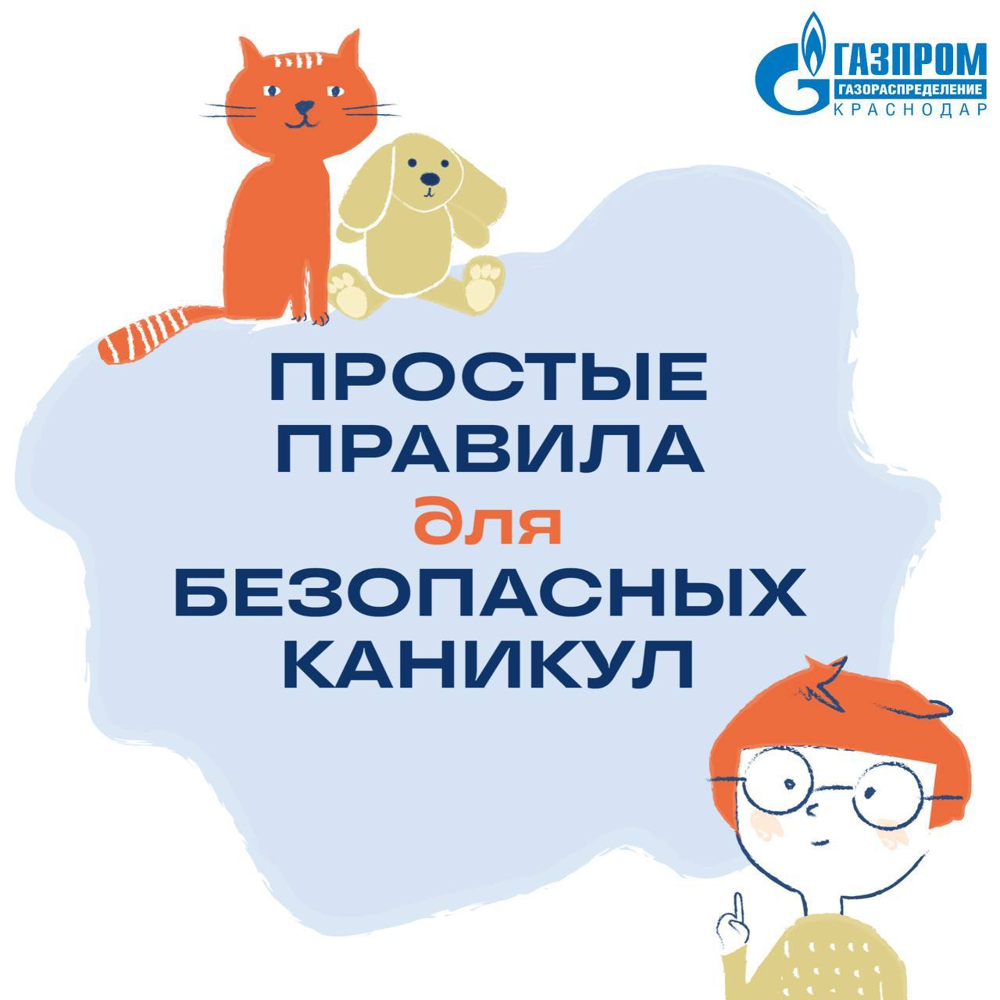 ГАЗПРОМ
ГАЗОРАСПРЕДЕЛЕНИЕ
КРАСНОДАР
ПРОСТЫЕ
ПРАВИЛА
для
БЕЗОПАСНЫХ
КАНИКУЛ